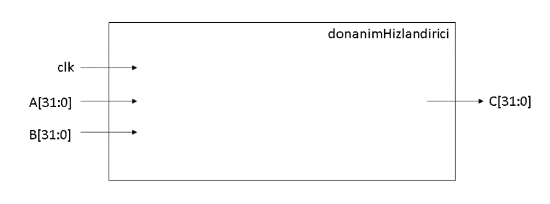 donanimHizlandirici
clk
A[31:0]
C[31:0]
B[31:0]